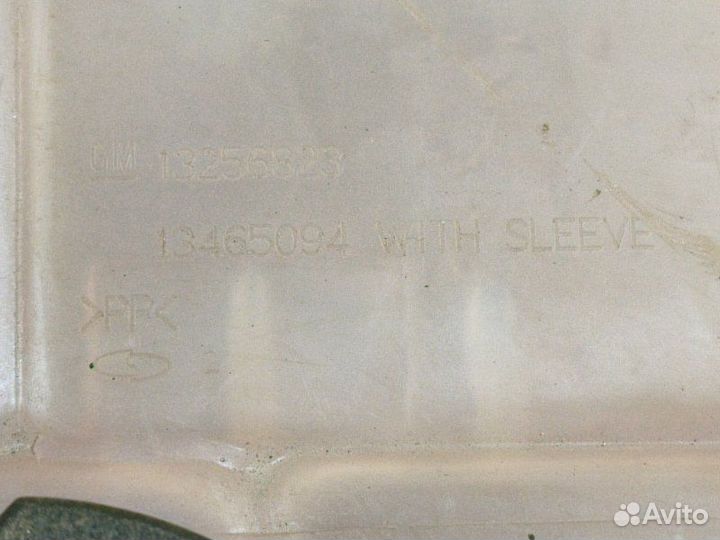 GM 13256823
13465094 WITH SLEEVE
>PP<
Avito